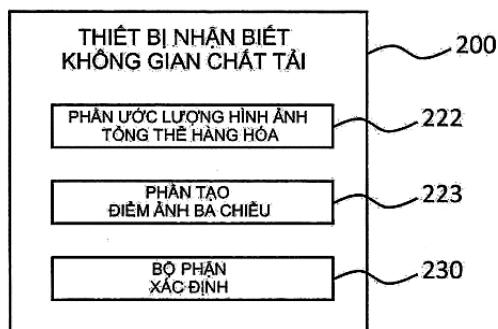 THIẾT BỊ NHẬN BIẾT
KHÔNG GIAN CHẤT TẢI
200
PHẦN ƯỚC LƯỢNG HÌNH ẢNH
TỔNG THỂ HÀNG HÓA
222
PHẦN TẠO
ĐIỂM ẢNH BA CHIỀU
223
BỘ PHẬN
XÁC ĐỊNH
230